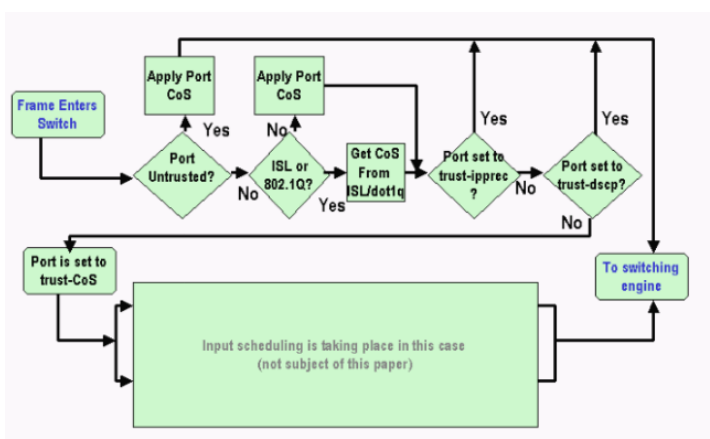 Apply Port
CoS
Apply Port
CoS
Frame Enters
Switch
Yes
No
Yes
Yes
Port
Untrusted?
No
ISL or
802.1Q?
Yes
Get CoS
From
ISL/dot1q
Port set to
trust-ipprec
?
No
Port set to
trust-dscp?
No
Port is set to
trust-CoS
To switching
engine
Input scheduling is taking place in this case
(not subject of this paper)